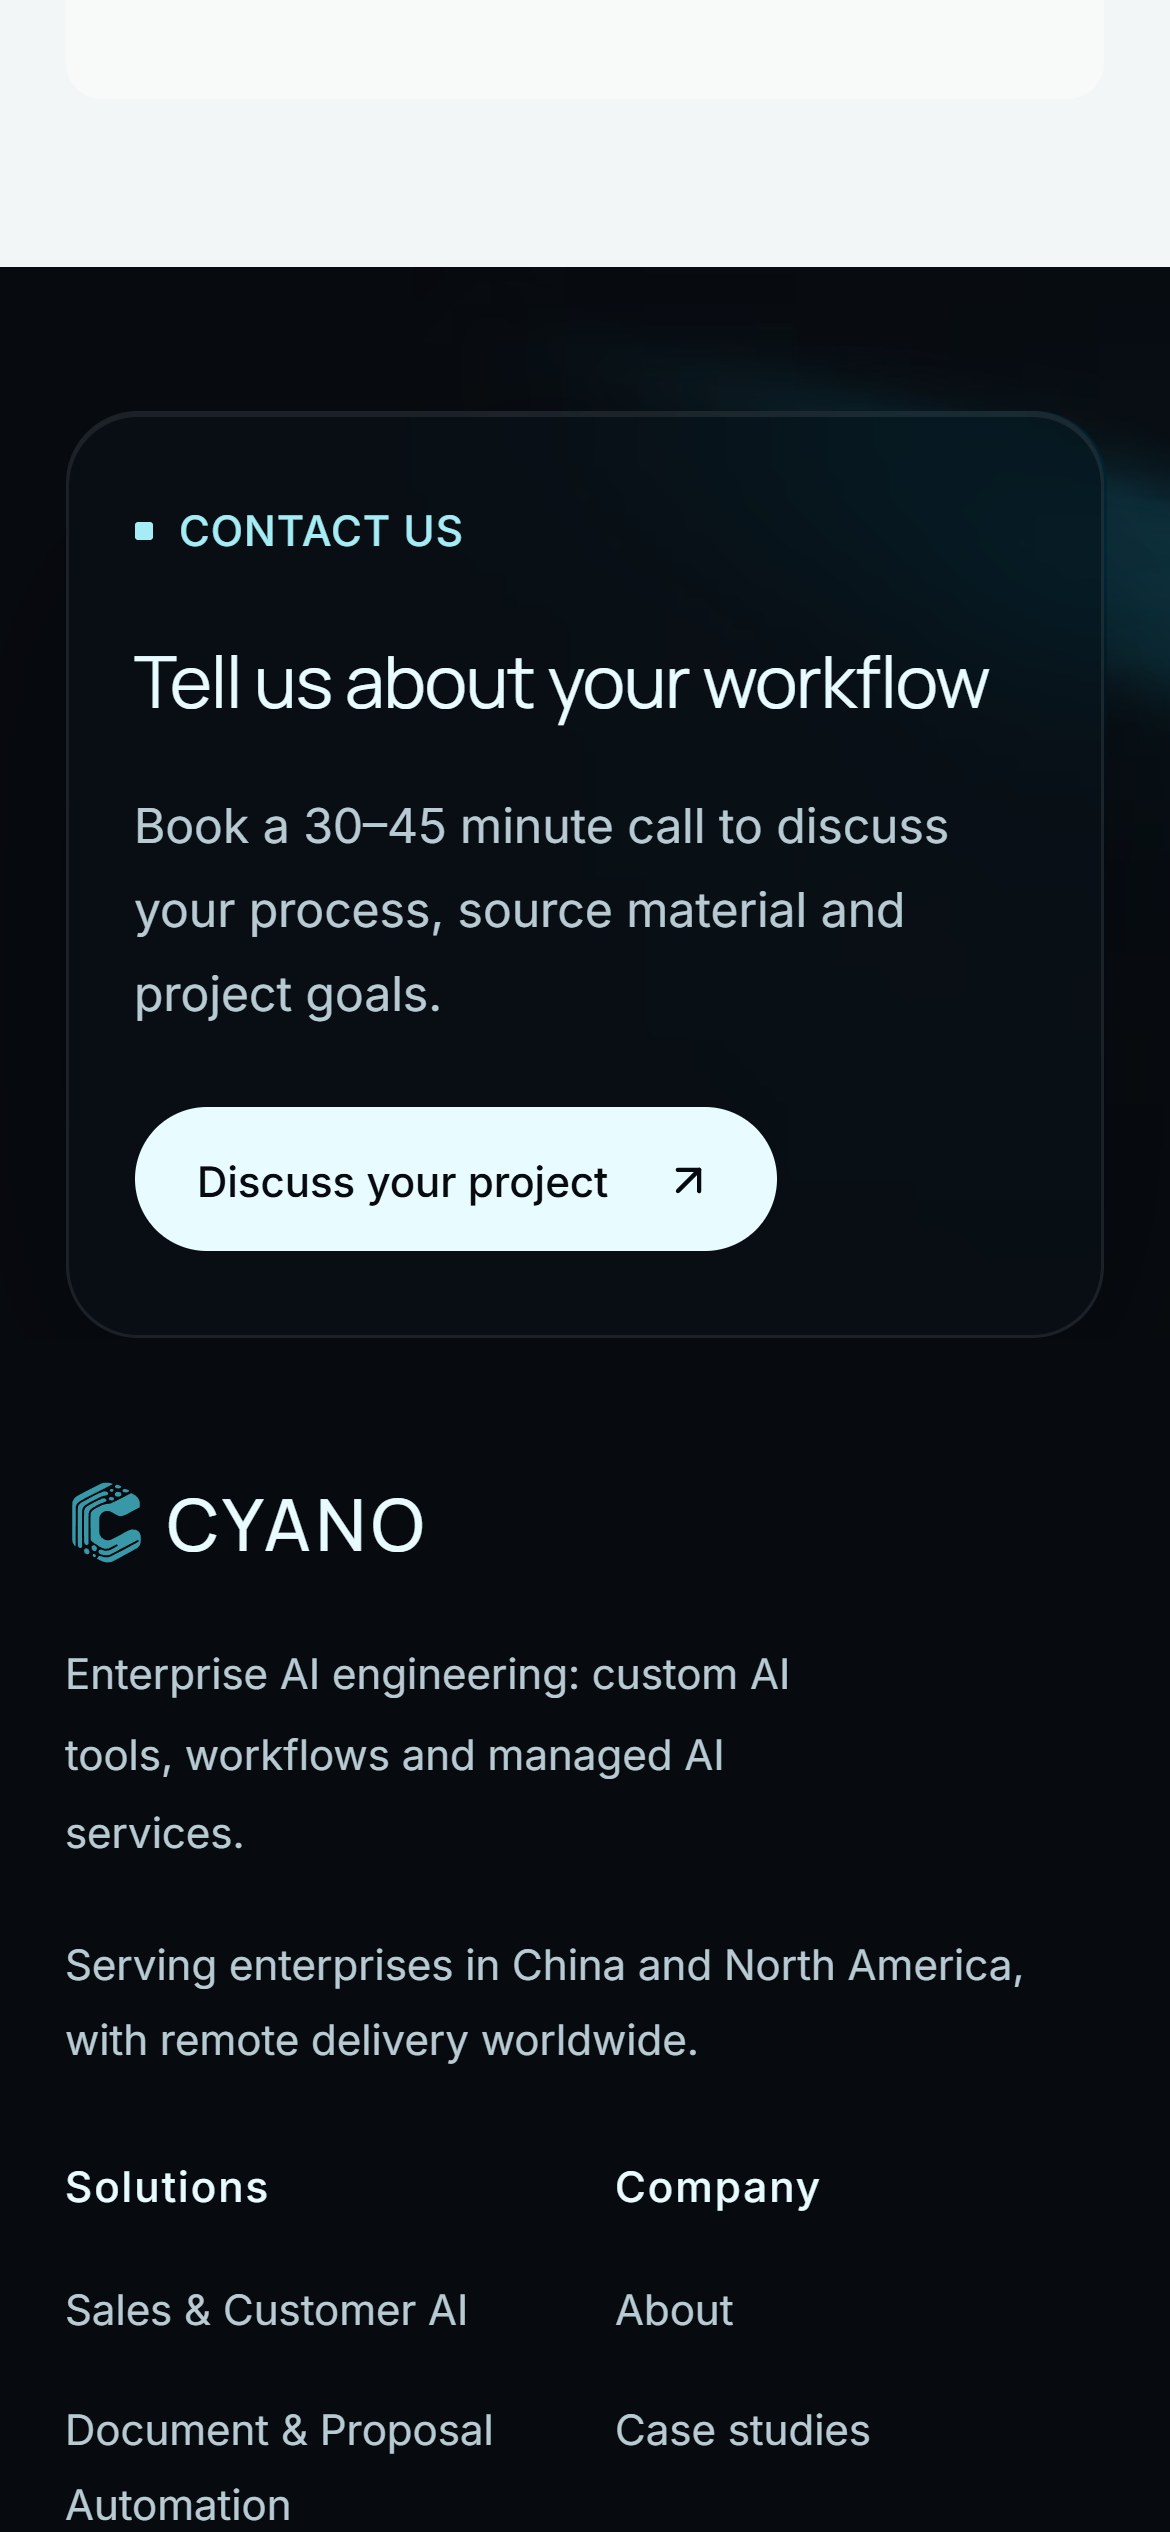 CONTACT US
Tell us about your workflow
Book a 30–45 minute call to discuss
your process, source material and
project goals.
Discuss your project
CYANO
Enterprise AI engineering: custom AI
tools, workflows and managed AI
services.
Serving enterprises in China and North America,
with remote delivery worldwide.
Solutions
Sales & Customer AI
Document & Proposal
Automation
Company
About
Case studies